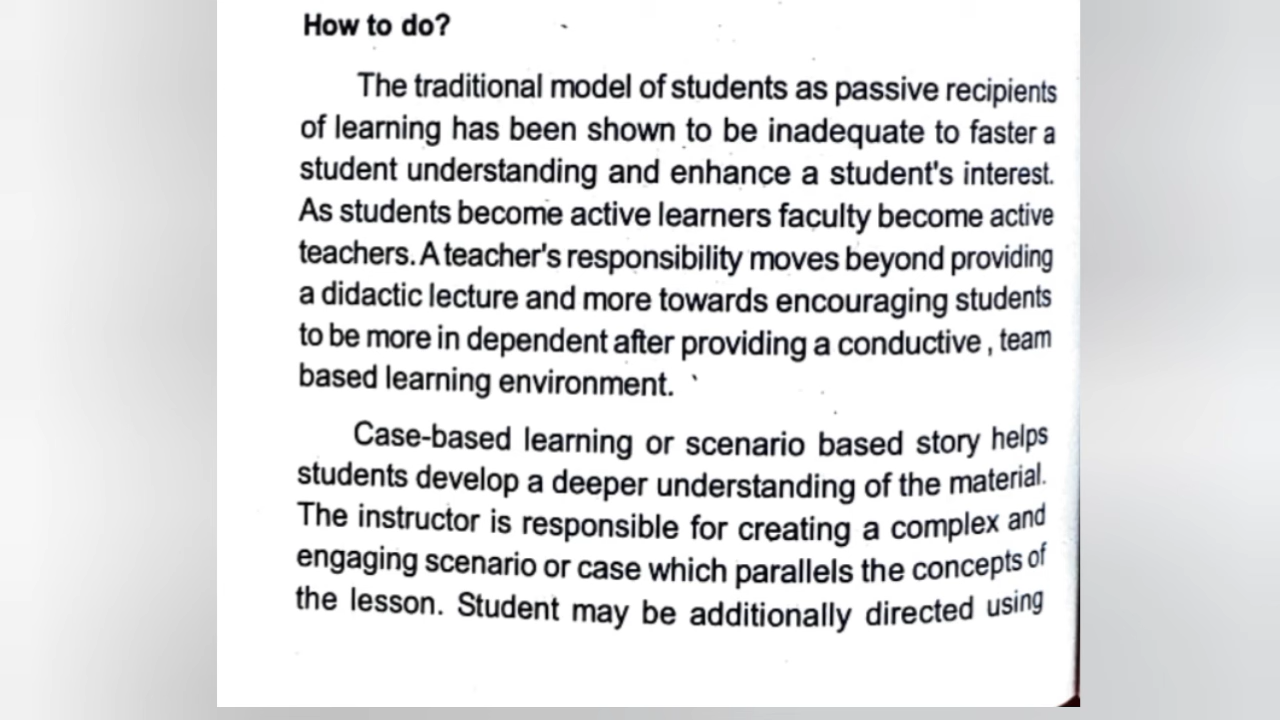 How to do?
The traditional model of students as passive recipients
of learning has been shown to be inadequate to faster a
student understanding and enhance a student's interest.
As students become active learners faculty become active
teachers. A teacher's responsibility moves beyond providing
a didactic lecture and more towards encouraging students
to be more in dependent after providing a conductive , team
based learning environment.
Case-based learning or scenario based story helps
students develop a deeper understanding of the material.
The instructor is responsible for creating a complex and
engaging scenario or case which parallels the concepts of
the lesson. Student may be additionally directed using